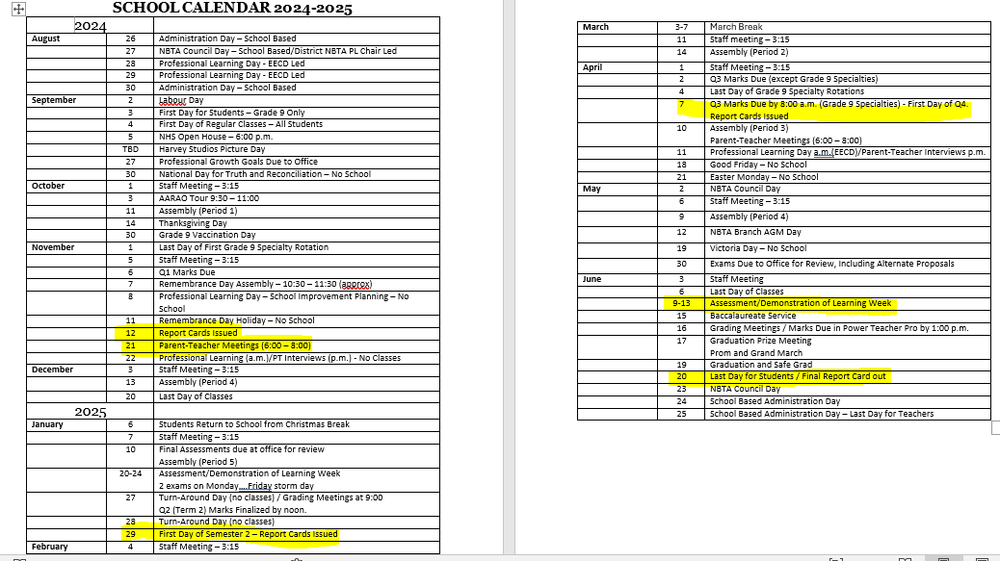 SCHOOL CALENDAR 2024-2025
2024
August 26 Administration Day – School Based
27 NBTA Council Day – School Based/District NBTA PL Chair Led
28 Professional Learning Day - EECD Led
29 Professional Learning Day - EECD Led
30 Administration Day – School Based
September 2 Labour Day
3 First Day for Students – Grade 9 Only
4 First Day of Regular Classes – All Students
5 NHS Open House – 6:00 p.m.
TBD Harvey Studios Picture Day
27 Professional Growth Goals Due to Office
30 National Day for Truth and Reconciliation – No School
October 1 Staff Meeting – 3:15
3 AARAO Tour 9:30 – 11:00
11 Assembly (Period 1)
14 Thanksgiving Day
30 Grade 9 Vaccination Day
November 1 Last Day of First Grade 9 Specialty Rotation
5 Staff Meeting – 3:15
6 Q1 Marks Due
7 Remembrance Day Assembly – 10:30 – 11:30 (approx)
8 Professional Learning Day – School Improvement Planning – No
School
11 Remembrance Day Holiday – No School
12 Report Cards Issued
21 Parent-Teacher Meetings (6:00 – 8:00)
22 Professional Learning (a.m.)/PT Interviews (p.m.) - No Classes
December 3 Staff Meeting – 3:15
13 Assembly (Period 4)
20 Last Day of Classes
2025
January 6 Students Return to School from Christmas Break
7 Staff Meeting – 3:15
10 Final Assessments due at office for review
Assembly (Period 5)
20-24 Assessment/Demonstration of Learning Week
2 exams on Monday....Friday storm day
27 Turn-Around Day (no classes) / Grading Meetings at 9:00
Q2 (Term 2) Marks Finalized by noon.
28 Turn-Around Day (no classes)
29 First Day of Semester 2 – Report Cards Issued
February 4 Staff Meeting – 3:15
March 3-7 March Break
11 Staff meeting – 3:15
14 Assembly (Period 2)
April 1 Staff Meeting – 3:15
2 Q3 Marks Due (except Grade 9 Specialties)
4 Last Day of Grade 9 Specialty Rotations
7 Q3 Marks Due by 8:00 a.m. (Grade 9 Specialties) - First Day of Q4.
Report Cards Issued
10 Assembly (Period 3)
Parent-Teacher Meetings (6:00 – 8:00)
11 Professional Learning Day a.m.(EECD)/Parent-Teacher Interviews p.m.
18 Good Friday – No School
21 Easter Monday – No School
May 2 NBTA Council Day
6 Staff Meeting – 3:15
9 Assembly (Period 4)
12 NBTA Branch AGM Day
19 Victoria Day – No School
30 Exams Due to Office for Review, Including Alternate Proposals
June 3 Staff Meeting
6 Last Day of Classes
9-13 Assessment/Demonstration of Learning Week
15 Baccalaureate Service
16 Grading Meetings / Marks Due in Power Teacher Pro by 1:00 p.m.
17 Graduation Prize Meeting
Prom and Grand March
19 Graduation and Safe Grad
20 Last Day for Students / Final Report Card out
23 NBTA Council Day
24 School Based Administration Day
25 School Based Administration Day – Last Day for Teachers